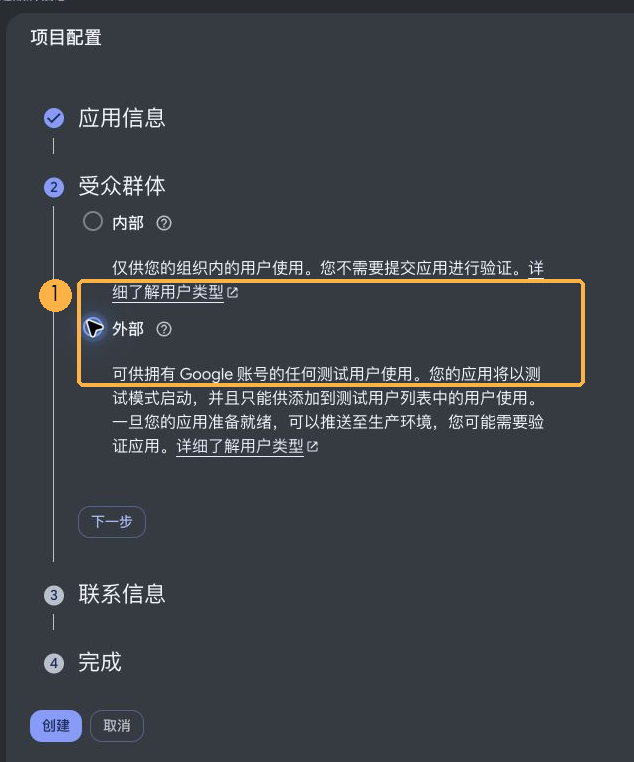 项目配置
应用信息
2 受众群体
内部
仅供您的组织内的用户使用。您不需要提交应用进行验证。详
细了解用户类型
1
外部
可供拥有 Google 账号的任何测试用户使用。您的应用将以测
试模式启动，并且只能供添加到测试用户列表中的用户使用。
一旦您的应用准备就绪，可以推送至生产环境，您可能需要验
证应用。详细了解用户类型
下一步
3 联系信息
4 完成
创建 取消